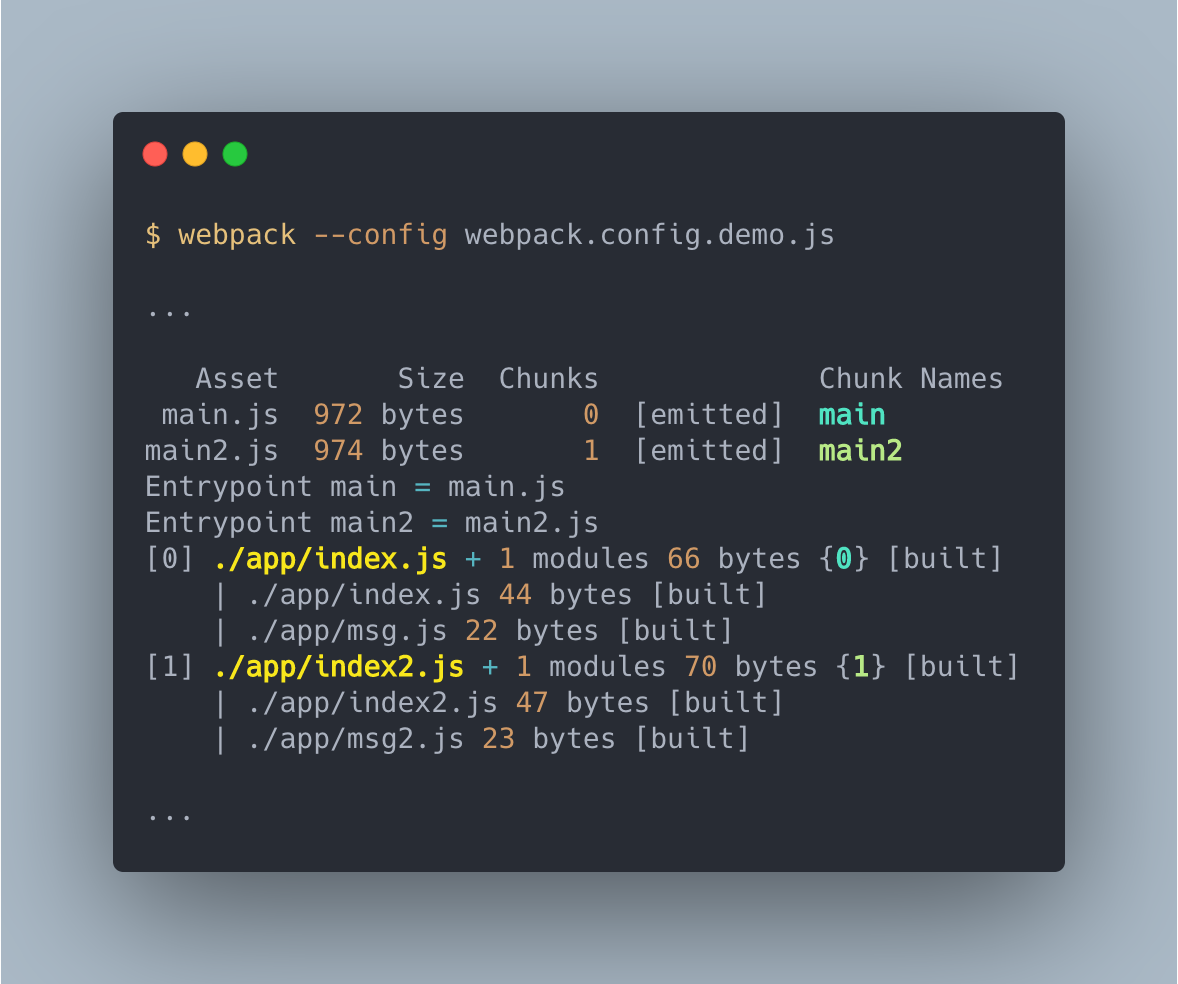 $ webpack --config webpack.config.demo.js
...
   Asset       Size  Chunks             Chunk Names
 main.js  972 bytes       0  [emitted]  main
main2.js  974 bytes       1  [emitted]  main2
Entrypoint main = main.js
Entrypoint main2 = main2.js
[0] ./app/index.js + 1 modules 66 bytes {0} [built]
    | ./app/index.js 44 bytes [built]
    | ./app/msg.js 22 bytes [built]
[1] ./app/index2.js + 1 modules 70 bytes {1} [built]
    | ./app/index2.js 47 bytes [built]
    | ./app/msg2.js 23 bytes [built]
...